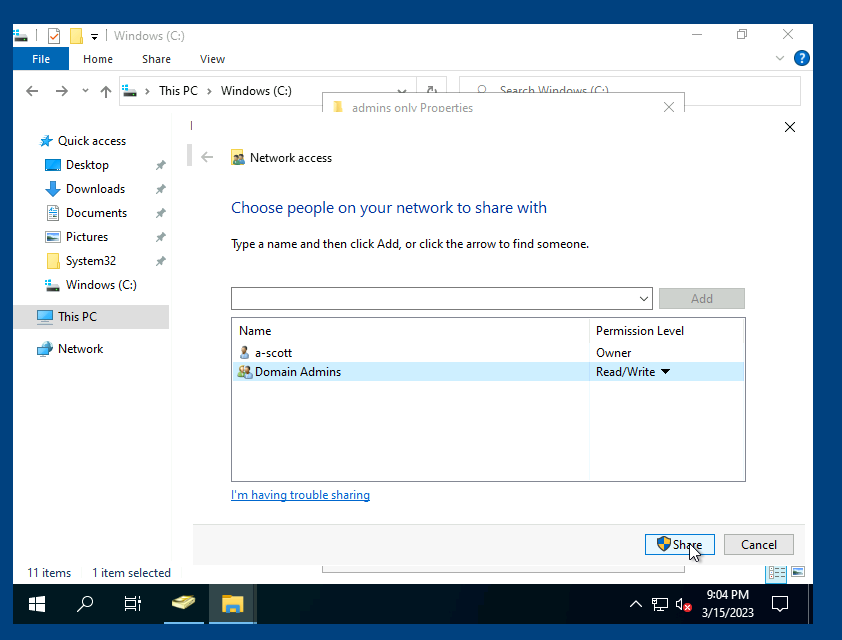 Windows (C:)
File Home Share View
This PC Windows (C:) Search Windows (C:)
admins only Properties
Quick access
Desktop
Downloads
Documents
Pictures
System32
Windows (C:)
This PC
Network
Network access
Choose people on your network to share with
Type a name and then click Add, or click the arrow to find someone.
Add
Name Permission Level
a-scott Owner
Domain Admins Read/Write
I'm having trouble sharing
Share Cancel
11 items 1 item selected
9:04 PM
3/15/2023